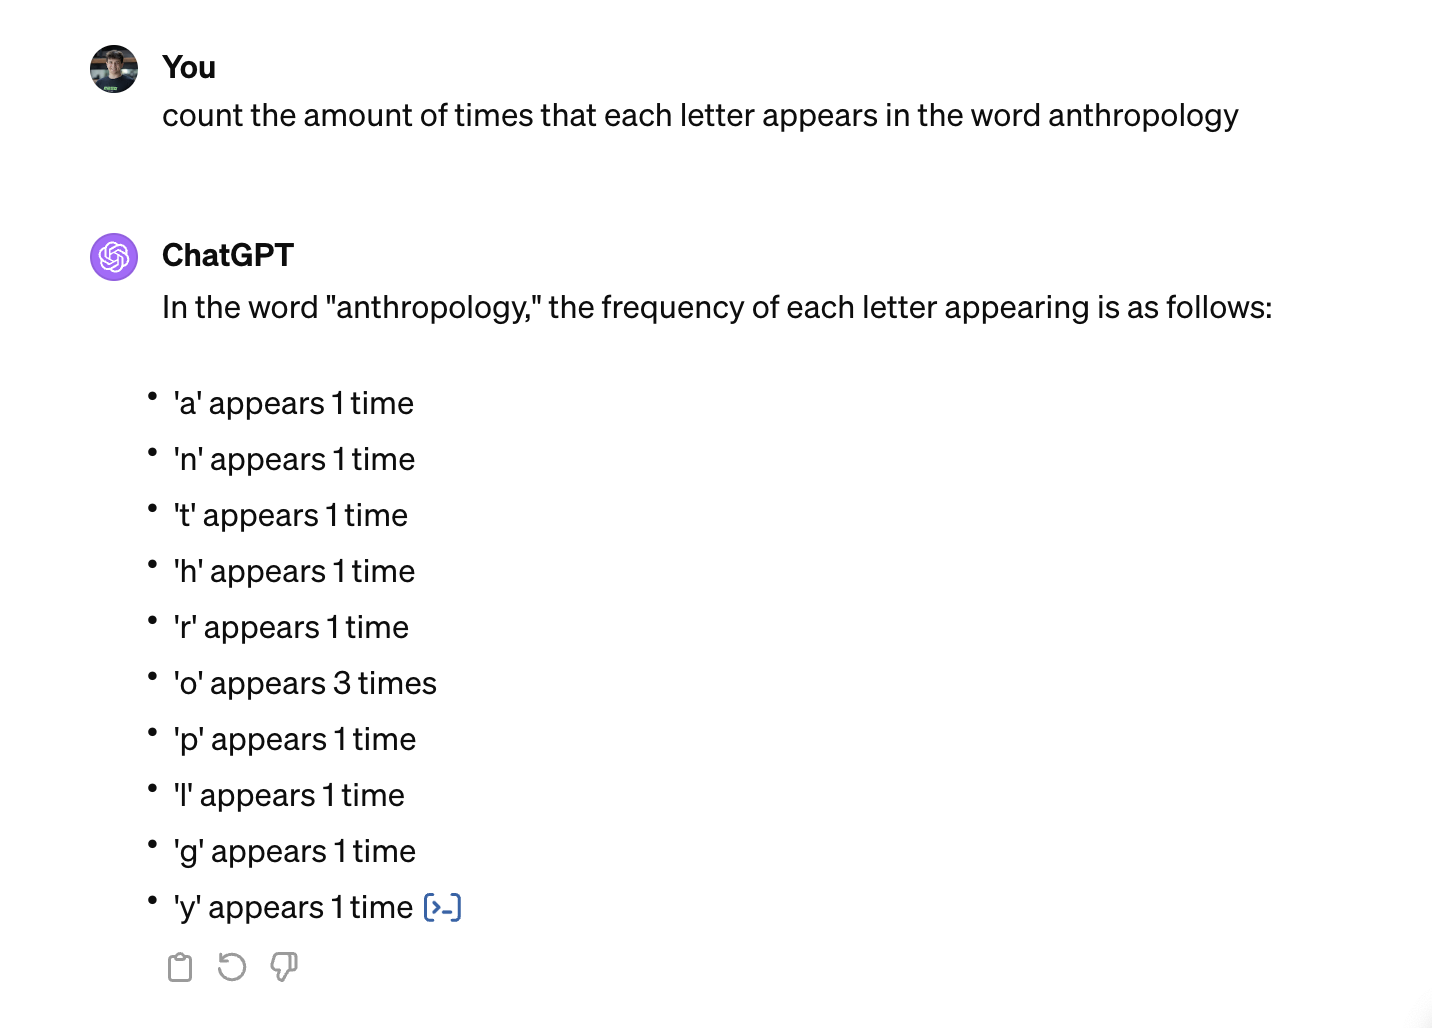 You
count the amount of times that each letter appears in the word anthropology
ChatGPT
In the word "anthropology," the frequency of each letter appearing is as follows:
• 'a' appears 1 time
• 'n' appears 1 time
• 't' appears 1 time
• 'h' appears 1 time
• 'r' appears 1 time
• 'o' appears 3 times
• 'p' appears 1 time
• 'l' appears 1 time
• 'g' appears 1 time
• 'y' appears 1 time [>_]